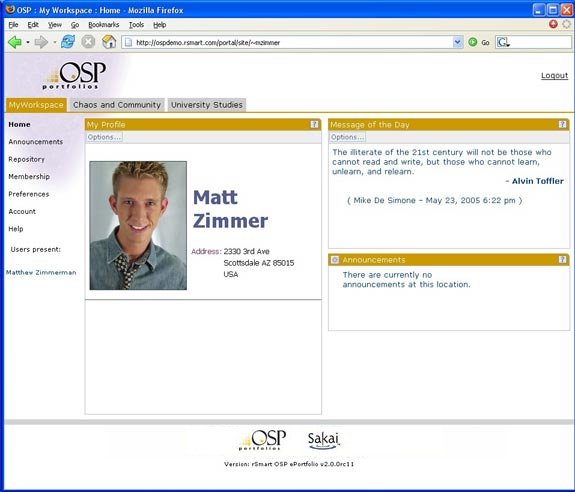 OSP : My Workspace : Home - Mozilla Firefox
File Edit View Go Bookmarks Tools Help
http://ospdemo.rsmart.com/portal/site/~mzimmer
Go
G
OSP
portfolios
Logout
MyWorkspace
Chaos and Community
University Studies
Home
Announcements
Repository
Membership
Preferences
Account
Help
Users present:
Matthew Zimmerman
My Profile ?
Options...
Matt
Zimmer
Address: 2330 3rd Ave
Scottsdale AZ 85015
USA
Message of the Day ?
Options...
The illiterate of the 21st century will not be those who
cannot read and write, but those who cannot learn,
unlearn, and relearn.
- Alvin Toffler
( Mike De Simone - May 23, 2005 6:22 pm )
Announcements ?
There are currently no
announcements at this location.
OSP
portfolios
Sakai
Version: rSmart OSP ePortfolio v2.0.0rc11